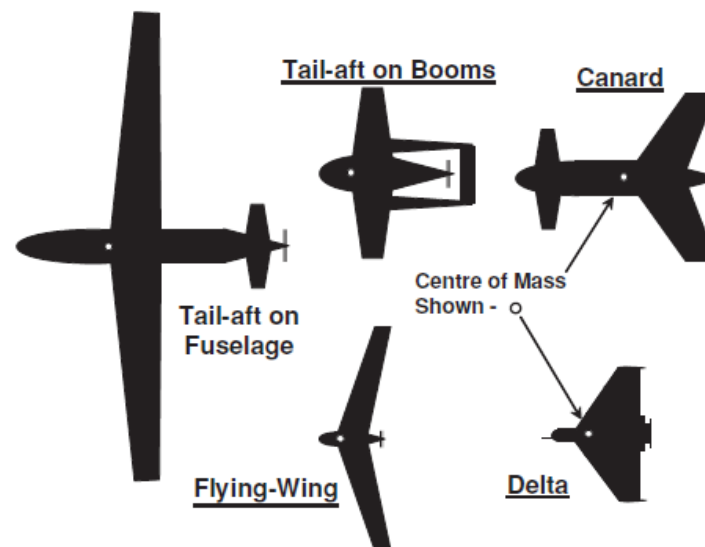 Tail-aft on Booms
Canard
Centre of Mass
Shown - o
Tail-aft on
Fuselage
Flying-Wing
Delta